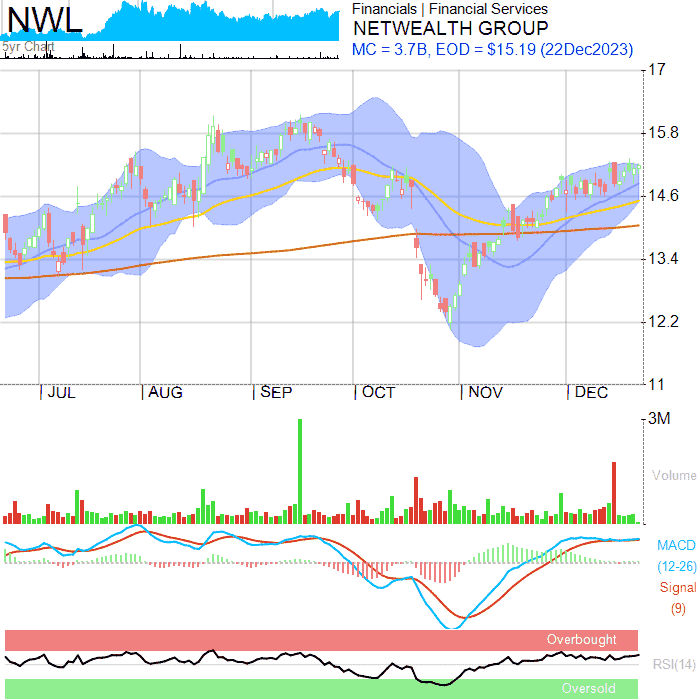 NWL
5yr Chart
Financials | Financial Services
NETWEALTH GROUP
MC = 3.7B, EOD = $15.19 (22Dec2023)
17
15.8
14.6
13.4
12.2
11
JUL AUG SEP OCT NOV DEC
3M
Volume
MACD
(12-26)
Signal
(9)
Overbought
RSI(14)
Oversold